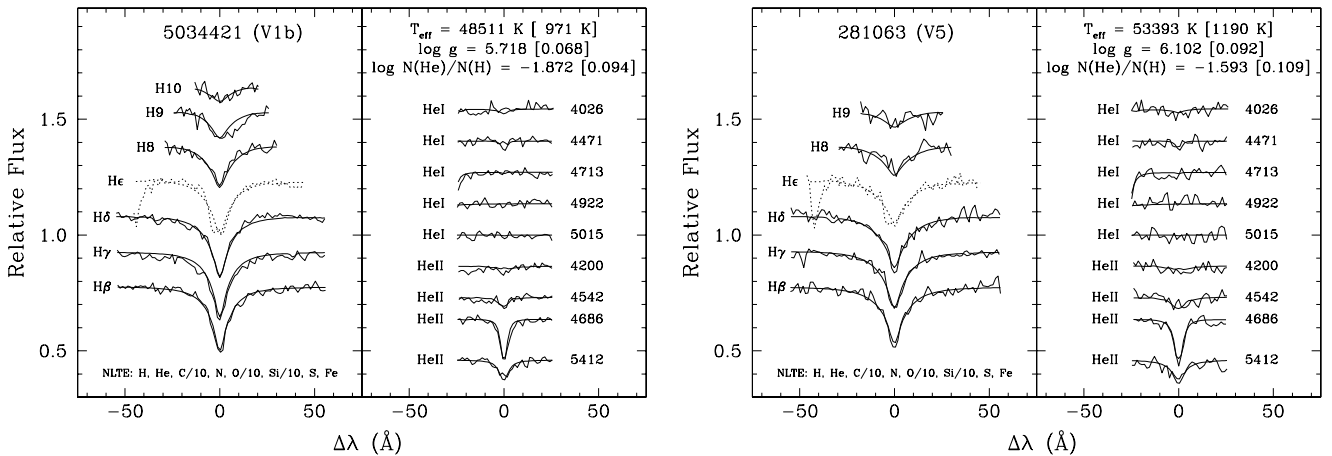 5034421 (V1b)
T_eff = 48511 K [ 971 K]
log g = 5.718 [0.068]
log N(He)/N(H) = −1.872 [0.094]
Relative Flux
1.5
1.0
0.5
H10
H9
H8
Hϵ
Hδ
Hγ
Hβ
NLTE: H, He, C/10, N, O/10, Si/10, S, Fe
HeI 4026
HeI 4471
HeI 4713
HeI 4922
HeI 5015
HeII 4200
HeII 4542
HeII 4686
HeII 5412
−50 0 50 −50 0 50
Δλ (Å)
281063 (V5)
T_eff = 53393 K [1190 K]
log g = 6.102 [0.092]
log N(He)/N(H) = −1.593 [0.109]
Relative Flux
1.5
1.0
0.5
H9
H8
Hϵ
Hδ
Hγ
Hβ
NLTE: H, He, C/10, N, O/10, Si/10, S, Fe
HeI 4026
HeI 4471
HeI 4713
HeI 4922
HeI 5015
HeII 4200
HeII 4542
HeII 4686
HeII 5412
−50 0 50 −50 0 50
Δλ (Å)